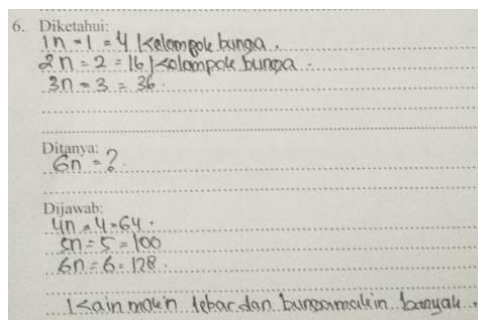 6. Diketahui:
1n = 1 = 4 Kelompok bunga.
2n = 2 = 16 Kelompok bunga.
3n = 3 = 36.
Ditanya:
6n = ?
Dijawab:
4n = 4 = 64.
5n = 5 = 100
6n = 6 = 128.
Kain makin lebar dan bunga makin banyak.